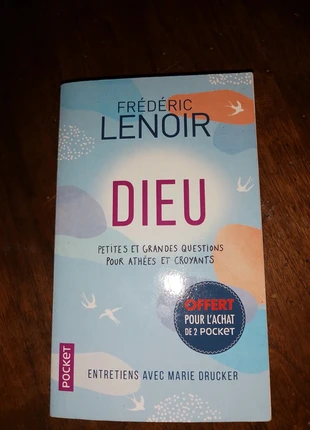 FRÉDÉRIC
LENOIR
DIEU
PETITES ET GRANDES QUESTIONS
POUR ATHÉES ET CROYANTS
OFFERT
POUR L'ACHAT
DE 2 POCKET
POCKET
ENTRETIENS AVEC MARIE DRUCKER